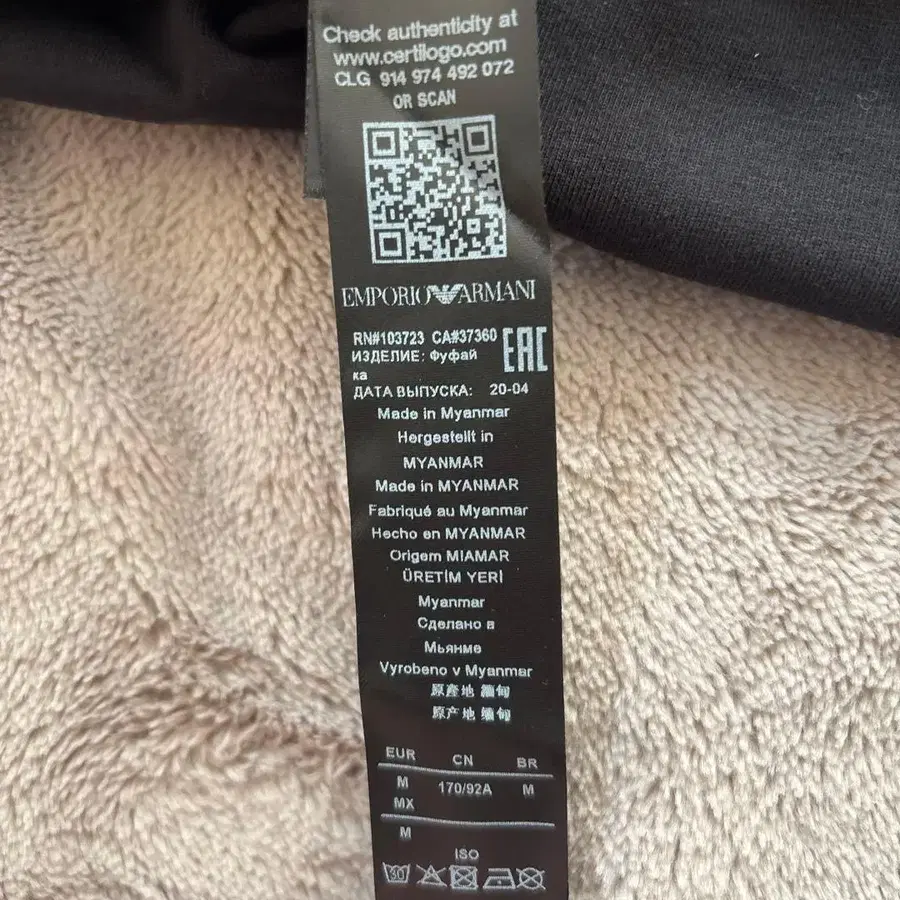 Check authenticity at
www.certilogo.com
CLG 914 974 492 072
OR SCAN
EMPORIO ARMANI
RN#103723 CA#37360
EAC
ИЗДЕЛИЕ: Фуфай
ка
ДАТА ВЫПУСКА: 20-04
Made in Myanmar
Hergestellt in
MYANMAR
Made in MYANMAR
Fabriqué au Myanmar
Hecho en MYANMAR
Origem MIAMAR
ÜRETİM YERİ
Myanmar
Сделано в
Мьянме
Vyrobeno v Myanmar
原產地 緬甸
原产地 缅甸
EUR CN BR
M 170/92A M
MX
M
ISO
30